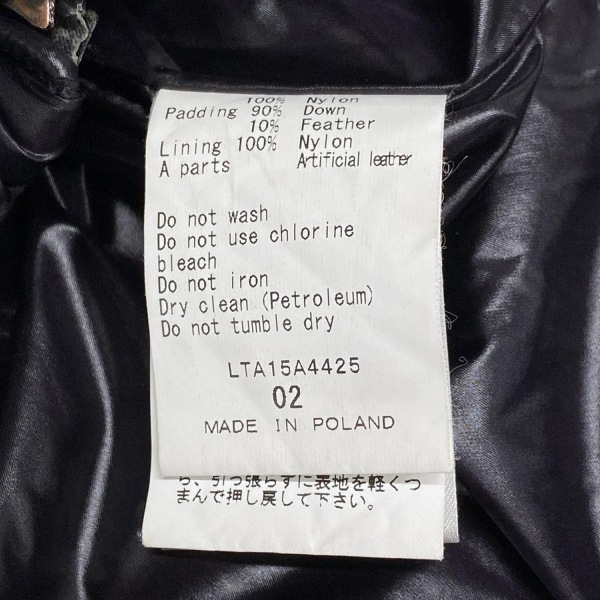 100% Nylon
Padding 90% Down
10% Feather
Lining 100% Nylon
A parts Artificial leather
Do not wash
Do not use chlorine
bleach
Do not iron
Dry clean (Petroleum)
Do not tumble dry
LTA15A4425
02
MADE IN POLAND
ら、引っ張らずに表地を軽くつ
まんで押し戻して下さい。